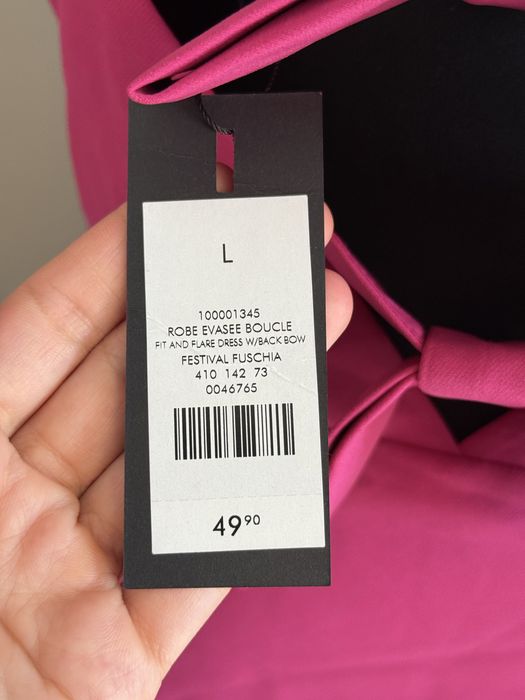 L
100001345
ROBE EVASEE BOUCLE
FIT AND FLARE DRESS W/BACK BOW
FESTIVAL FUSCHIA
410 142 73
0046765
49⁹⁰